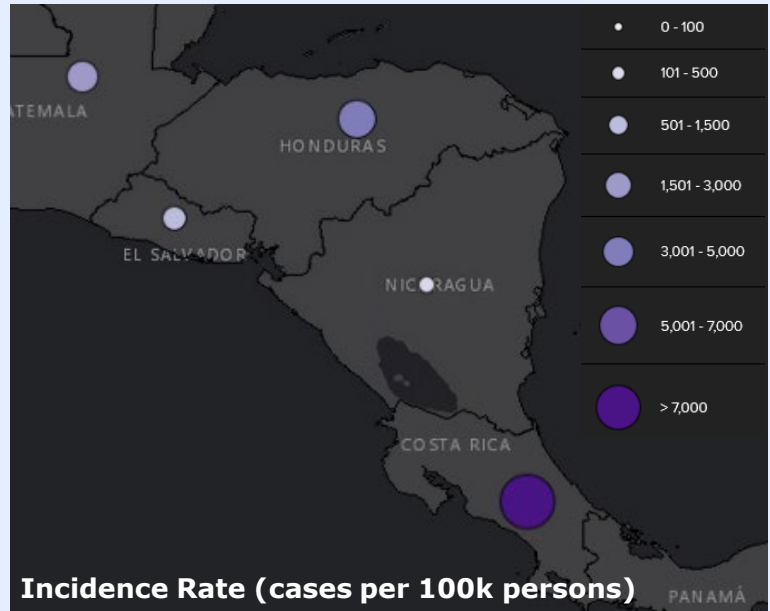 0 - 100
101 - 500
501 - 1,500
1,501 - 3,000
3,001 - 5,000
5,001 - 7,000
> 7,000
ATEMALA
HONDURAS
EL SALVADOR
NICARAGUA
COSTA RICA
PANAMÁ
Incidence Rate (cases per 100k persons)